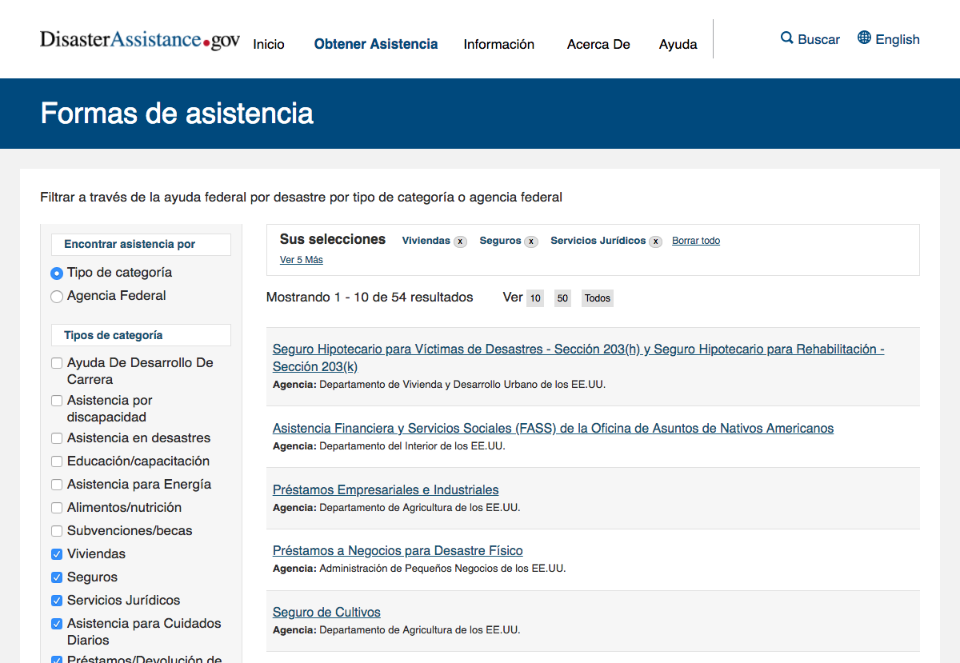 DisasterAssistance.gov
Inicio
Obtener Asistencia
Información
Acerca De
Ayuda
Buscar
English
Formas de asistencia
Filtrar a través de la ayuda federal por desastre por tipo de categoría o agencia federal
Encontrar asistencia por
Tipo de categoría
Agencia Federal
Tipos de categoría
Ayuda De Desarrollo De
Carrera
Asistencia por
discapacidad
Asistencia en desastres
Educación/capacitación
Asistencia para Energía
Alimentos/nutrición
Subvenciones/becas
Viviendas
Seguros
Servicios Jurídicos
Asistencia para Cuidados
Diarios
Préstamos/Devolución de
Sus selecciones Viviendas x Seguros x Servicios Jurídicos x Borrar todo
Ver 5 Más
Mostrando 1 - 10 de 54 resultados Ver 10 50 Todos
Seguro Hipotecario para Víctimas de Desastres - Sección 203(h) y Seguro Hipotecario para Rehabilitación -
Sección 203(k)
Agencia: Departamento de Vivienda y Desarrollo Urbano de los EE.UU.
Asistencia Financiera y Servicios Sociales (FASS) de la Oficina de Asuntos de Nativos Americanos
Agencia: Departamento del Interior de los EE.UU.
Préstamos Empresariales e Industriales
Agencia: Departamento de Agricultura de los EE.UU.
Préstamos a Negocios para Desastre Físico
Agencia: Administración de Pequeños Negocios de los EE.UU.
Seguro de Cultivos
Agencia: Departamento de Agricultura de los EE.UU.